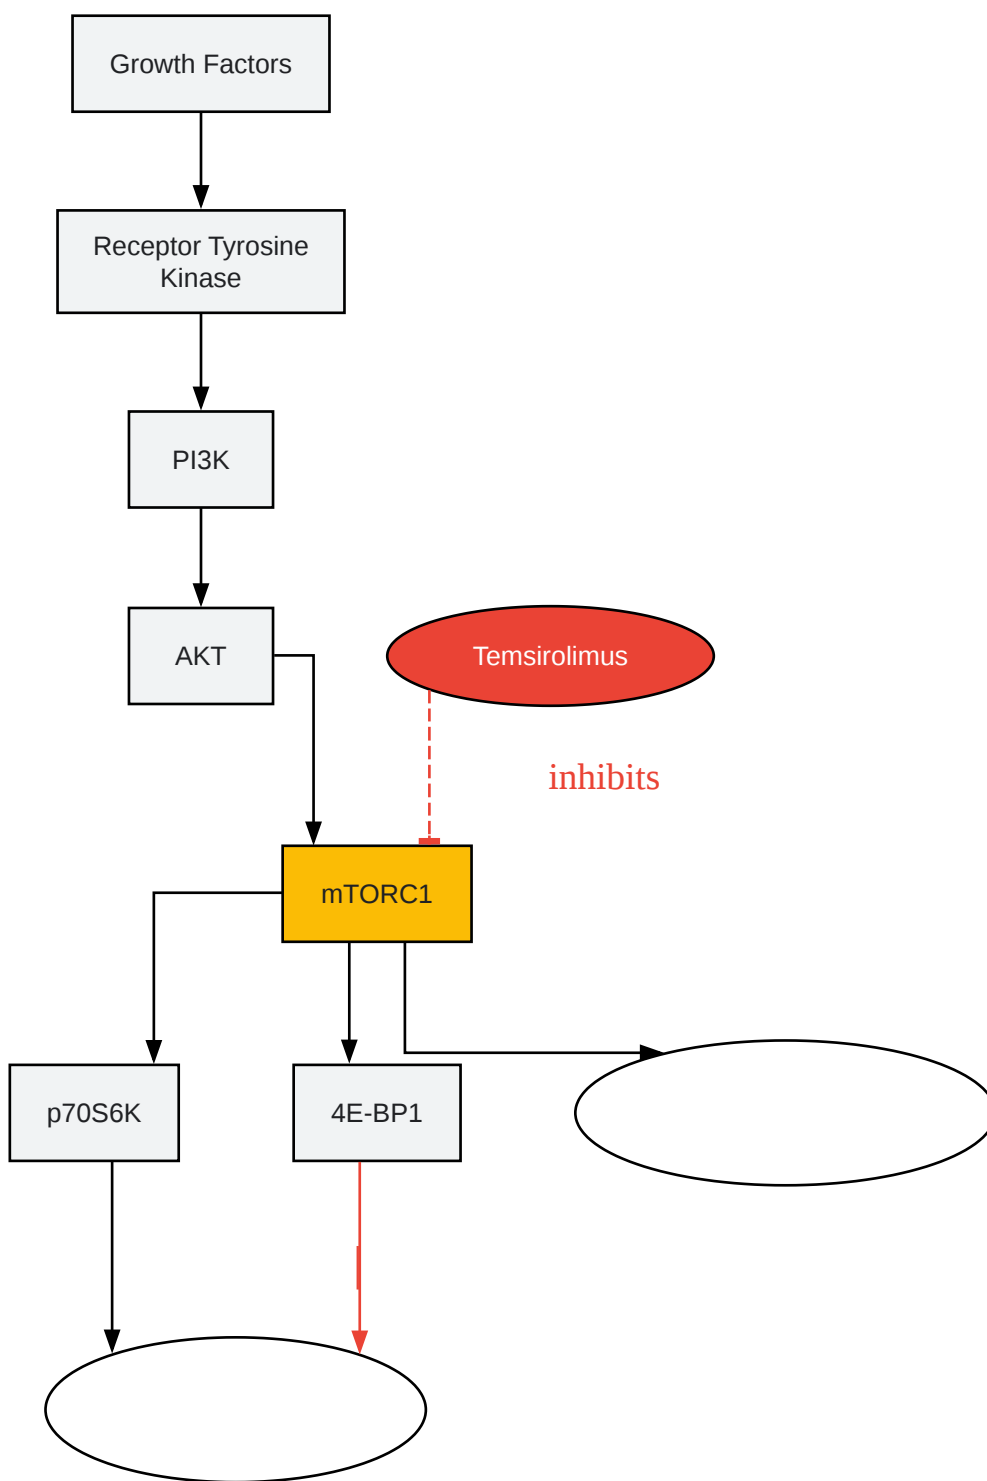 Growth Factors
Receptor Tyrosine
Kinase
PI3K
AKT
Temsirolimus
inhibits
mTORC1
p70S6K
4E-BP1